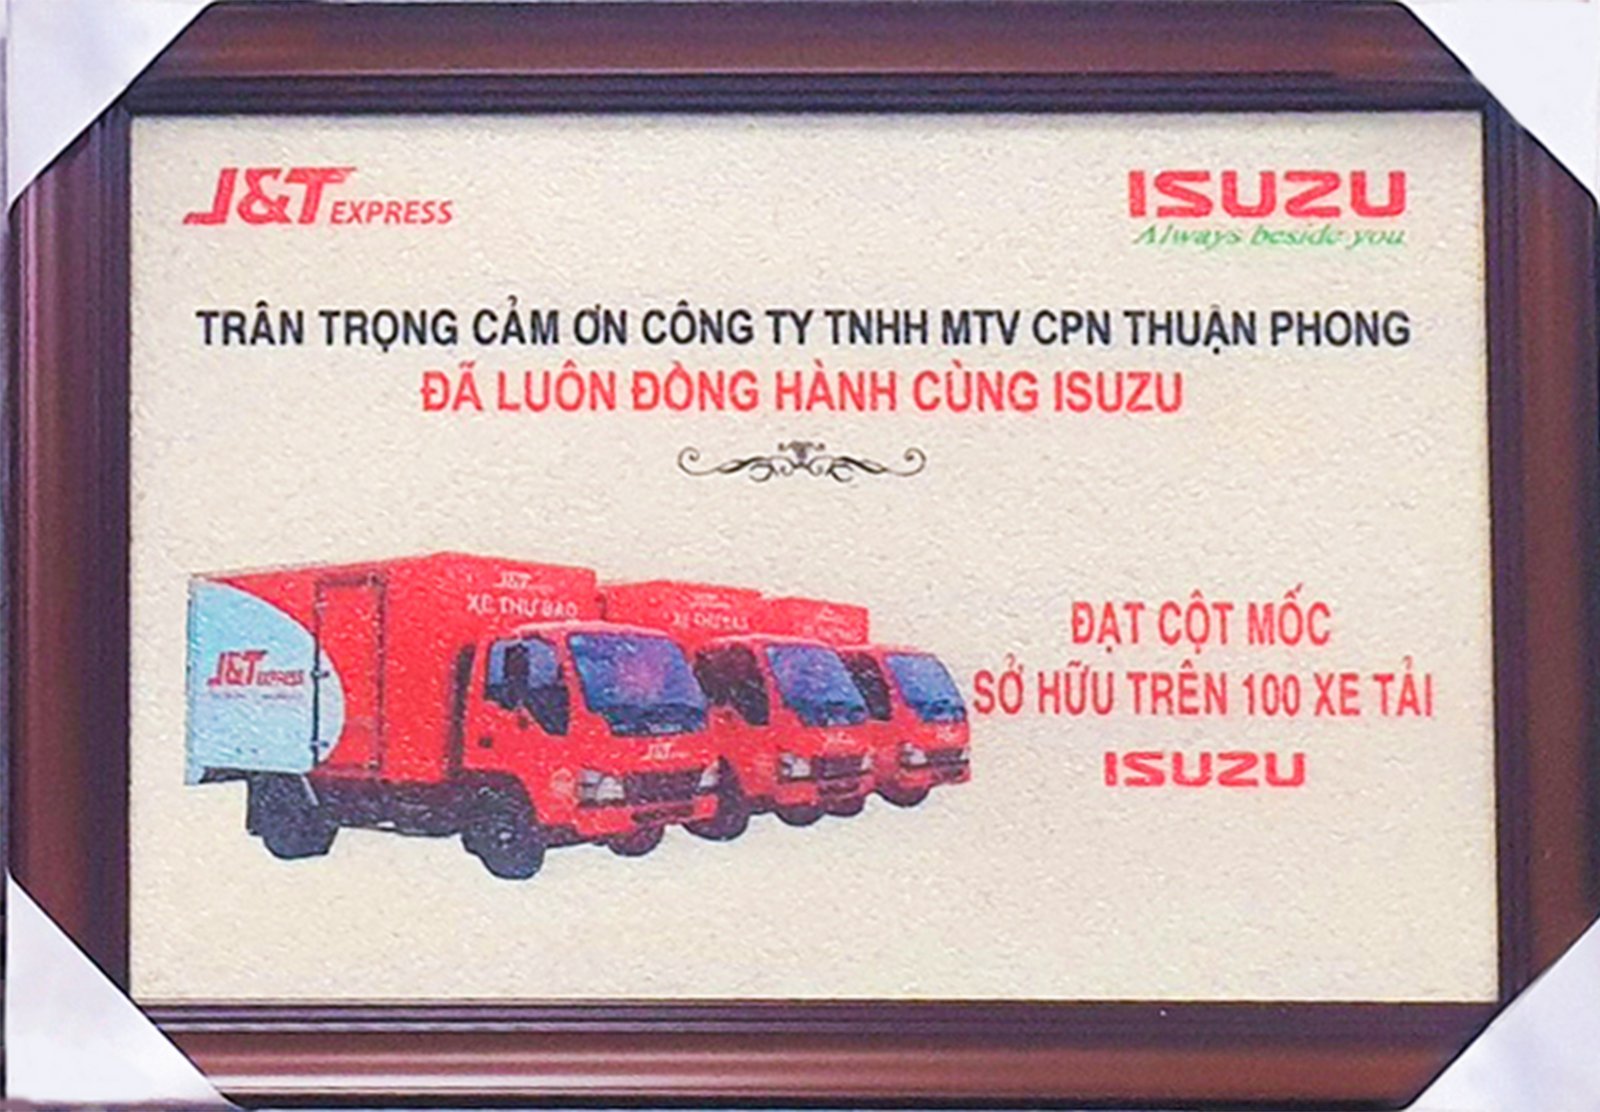 J&T EXPRESS
ISUZU
Always beside you
TRÂN TRỌNG CẢM ƠN CÔNG TY TNHH MTV CPN THUẬN PHONG
ĐÃ LUÔN ĐỒNG HÀNH CÙNG ISUZU
J&T
XE THƯ BÁO
J&T EXPRESS
J&T
ĐẠT CỘT MỐC
SỞ HỮU TRÊN 100 XE TẢI
ISUZU